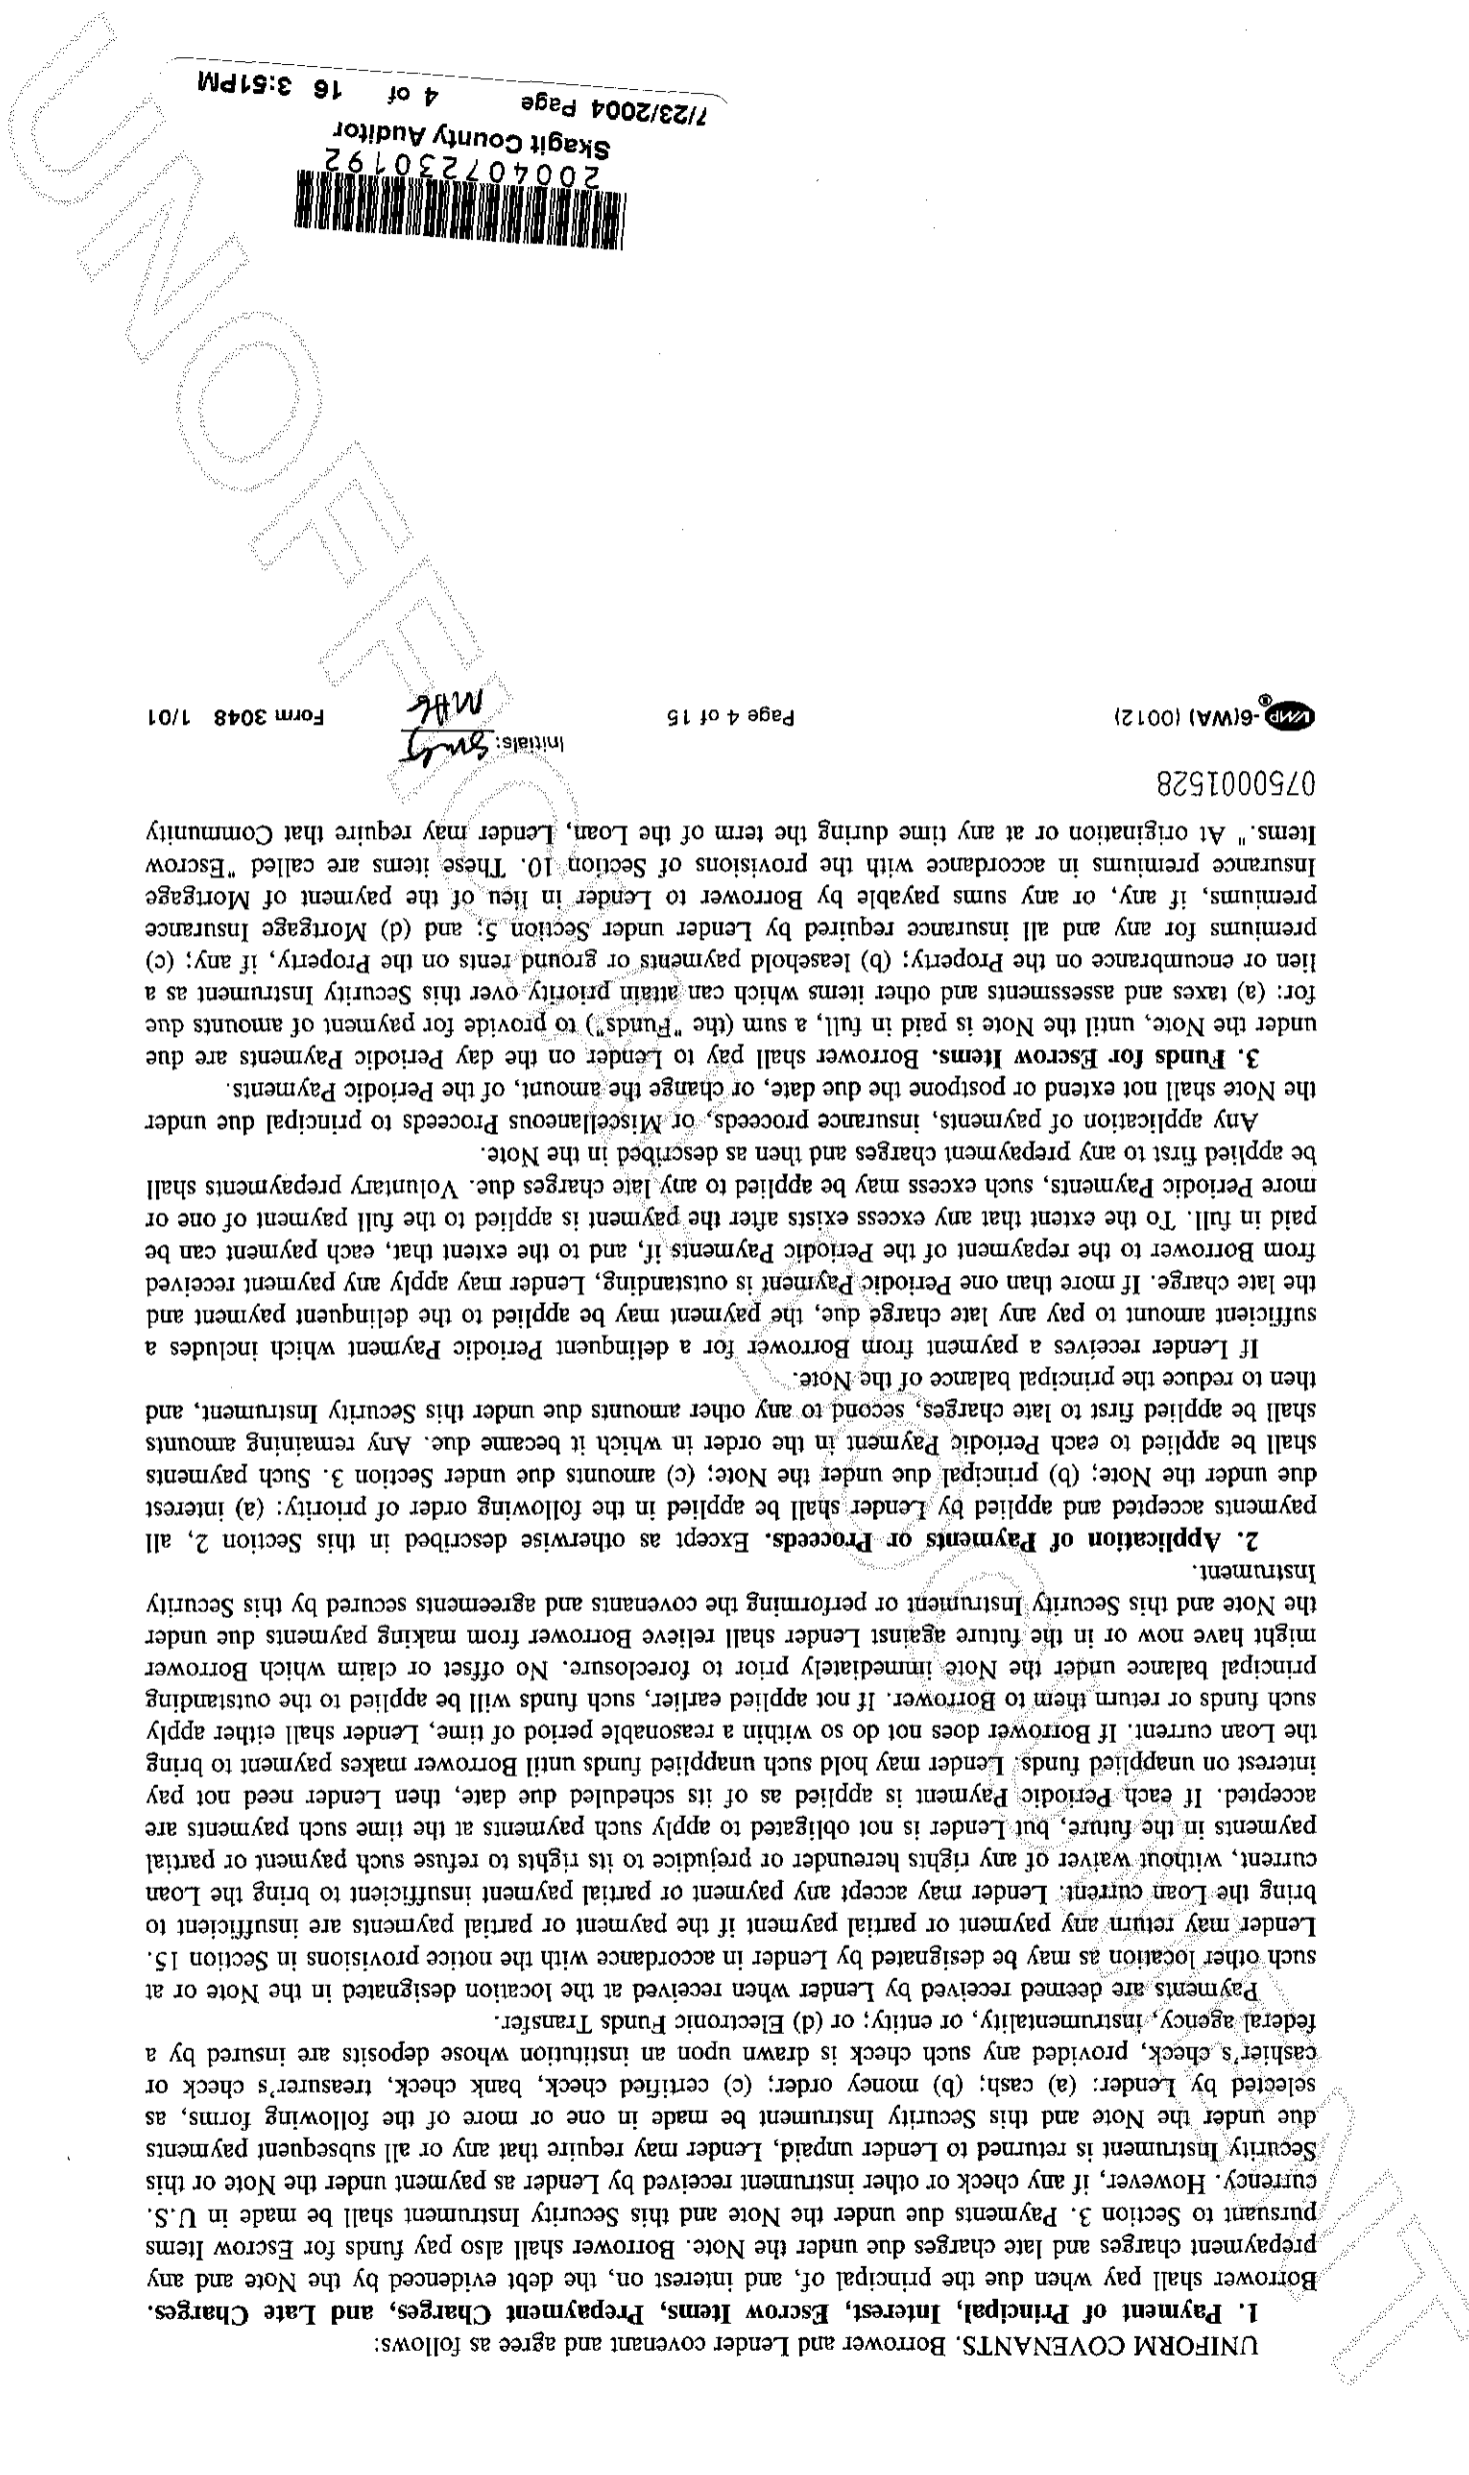 UNIFORM COVENANTS. Borrower and Lender covenant and agree as follows:
1. Payment of Principal, Interest, Escrow Items, Prepayment Charges, and Late Charges.
Borrower shall pay when due the principal of, and interest on, the debt evidenced by the Note and any
prepayment charges and late charges due under the Note. Borrower shall also pay funds for Escrow Items
pursuant to Section 3. Payments due under the Note and this Security Instrument shall be made in U.S.
currency. However, if any check or other instrument received by Lender as payment under the Note or this
Security Instrument is returned to Lender unpaid, Lender may require that any or all subsequent payments
due under the Note and this Security Instrument be made in one or more of the following forms, as
selected by Lender: (a) cash; (b) money order; (c) certified check, bank check, treasurer's check or
cashier's check, provided any such check is drawn upon an institution whose deposits are insured by a
federal agency, instrumentality, or entity; or (d) Electronic Funds Transfer.
Payments are deemed received by Lender when received at the location designated in the Note or at
such other location as may be designated by Lender in accordance with the notice provisions in Section 15.
Lender may return any payment or partial payment if the payment or partial payments are insufficient to
bring the Loan current. Lender may accept any payment or partial payment insufficient to bring the Loan
current, without waiver of any rights hereunder or prejudice to its rights to refuse such payment or partial
payments in the future, but Lender is not obligated to apply such payments at the time such payments are
accepted. If each Periodic Payment is applied as of its scheduled due date, then Lender need not pay
interest on unapplied funds. Lender may hold such unapplied funds until Borrower makes payment to bring
the Loan current. If Borrower does not do so within a reasonable period of time, Lender shall either apply
such funds or return them to Borrower. If not applied earlier, such funds will be applied to the outstanding
principal balance under the Note immediately prior to foreclosure. No offset or claim which Borrower
might have now or in the future against Lender shall relieve Borrower from making payments due under
the Note and this Security Instrument or performing the covenants and agreements secured by this Security
Instrument.
2. Application of Payments or Proceeds. Except as otherwise described in this Section 2, all
payments accepted and applied by Lender shall be applied in the following order of priority: (a) interest
due under the Note; (b) principal due under the Note; (c) amounts due under Section 3. Such payments
shall be applied to each Periodic Payment in the order in which it became due. Any remaining amounts
shall be applied first to late charges, second to any other amounts due under this Security Instrument, and
then to reduce the principal balance of the Note.
If Lender receives a payment from Borrower for a delinquent Periodic Payment which includes a
sufficient amount to pay any late charge due, the payment may be applied to the delinquent payment and
the late charge. If more than one Periodic Payment is outstanding, Lender may apply any payment received
from Borrower to the repayment of the Periodic Payments if, and to the extent that, each payment can be
paid in full. To the extent that any excess exists after the payment is applied to the full payment of one or
more Periodic Payments, such excess may be applied to any late charges due. Voluntary prepayments shall
be applied first to any prepayment charges and then as described in the Note.
Any application of payments, insurance proceeds, or Miscellaneous Proceeds to principal due under
the Note shall not extend or postpone the due date, or change the amount, of the Periodic Payments.
3. Funds for Escrow Items. Borrower shall pay to Lender on the day Periodic Payments are due
under the Note, until the Note is paid in full, a sum (the "Funds") to provide for payment of amounts due
for: (a) taxes and assessments and other items which can attain priority over this Security Instrument as a
lien or encumbrance on the Property; (b) leasehold payments or ground rents on the Property, if any; (c)
premiums for any and all insurance required by Lender under Section 5; and (d) Mortgage Insurance
premiums, if any, or any sums payable by Borrower to Lender in lieu of the payment of Mortgage
Insurance premiums in accordance with the provisions of Section 10. These items are called "Escrow
Items." At origination or at any time during the term of the Loan, Lender may require that Community
0750001528
Initials:
VMP®-6(WA) (0012) Page 4 of 15 Form 3048 1/01
200407230192
Skagit County Auditor
7/23/2004 Page 4 of 16 3:51PM
UNOFFICIAL DOCUMENT